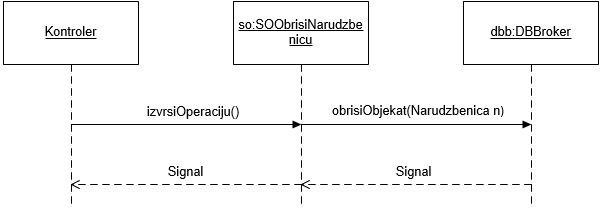 Kontroler
so:SOObrisiNarudzbe
nicu
dbb:DBBroker
izvrsiOperaciju()
obrisiObjekat(Narudzbenica n)
Signal
Signal